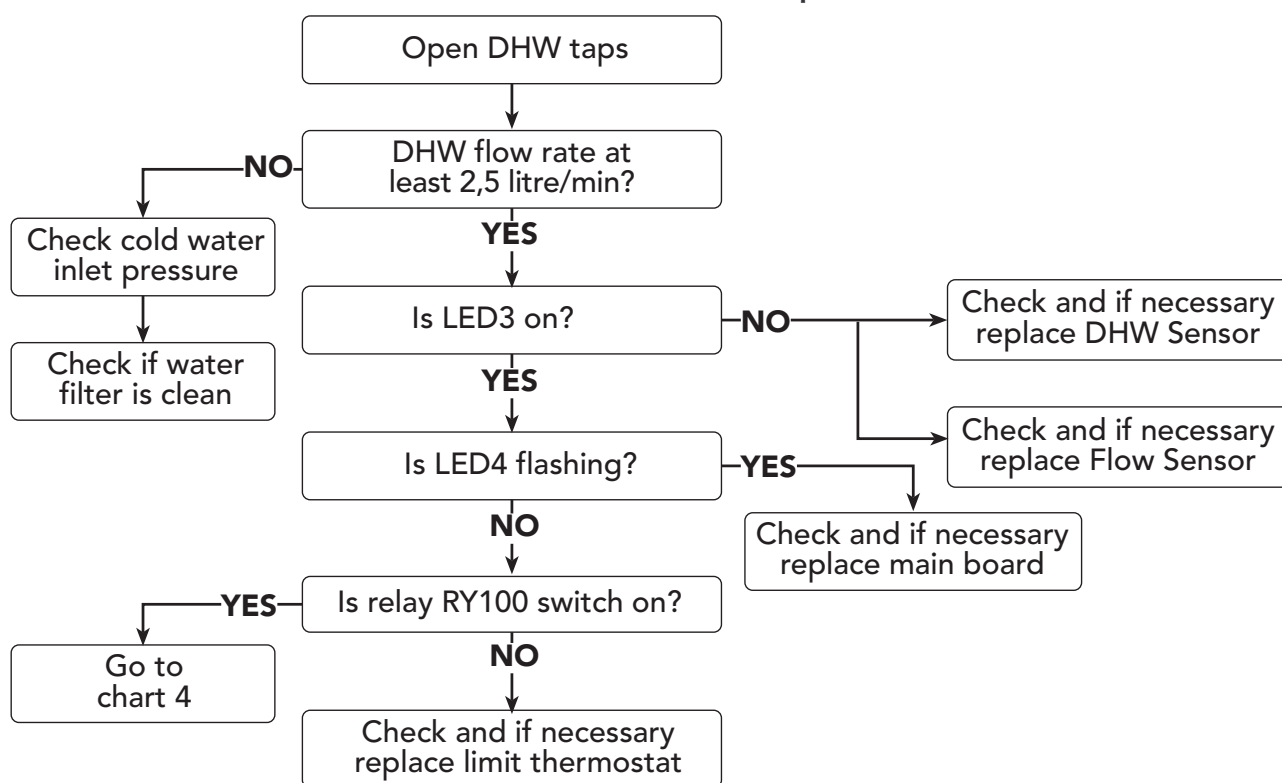 Open DHW taps
DHW flow rate at
least 2,5 litre/min?
NO
YES
Check cold water
inlet pressure
Check if water
filter is clean
Is LED3 on?
NO
Check and if necessary
replace DHW Sensor
Check and if necessary
replace Flow Sensor
YES
Is LED4 flashing?
YES
Check and if necessary
replace main board
NO
Is relay RY100 switch on?
YES
Go to
chart 4
NO
Check and if necessary
replace limit thermostat